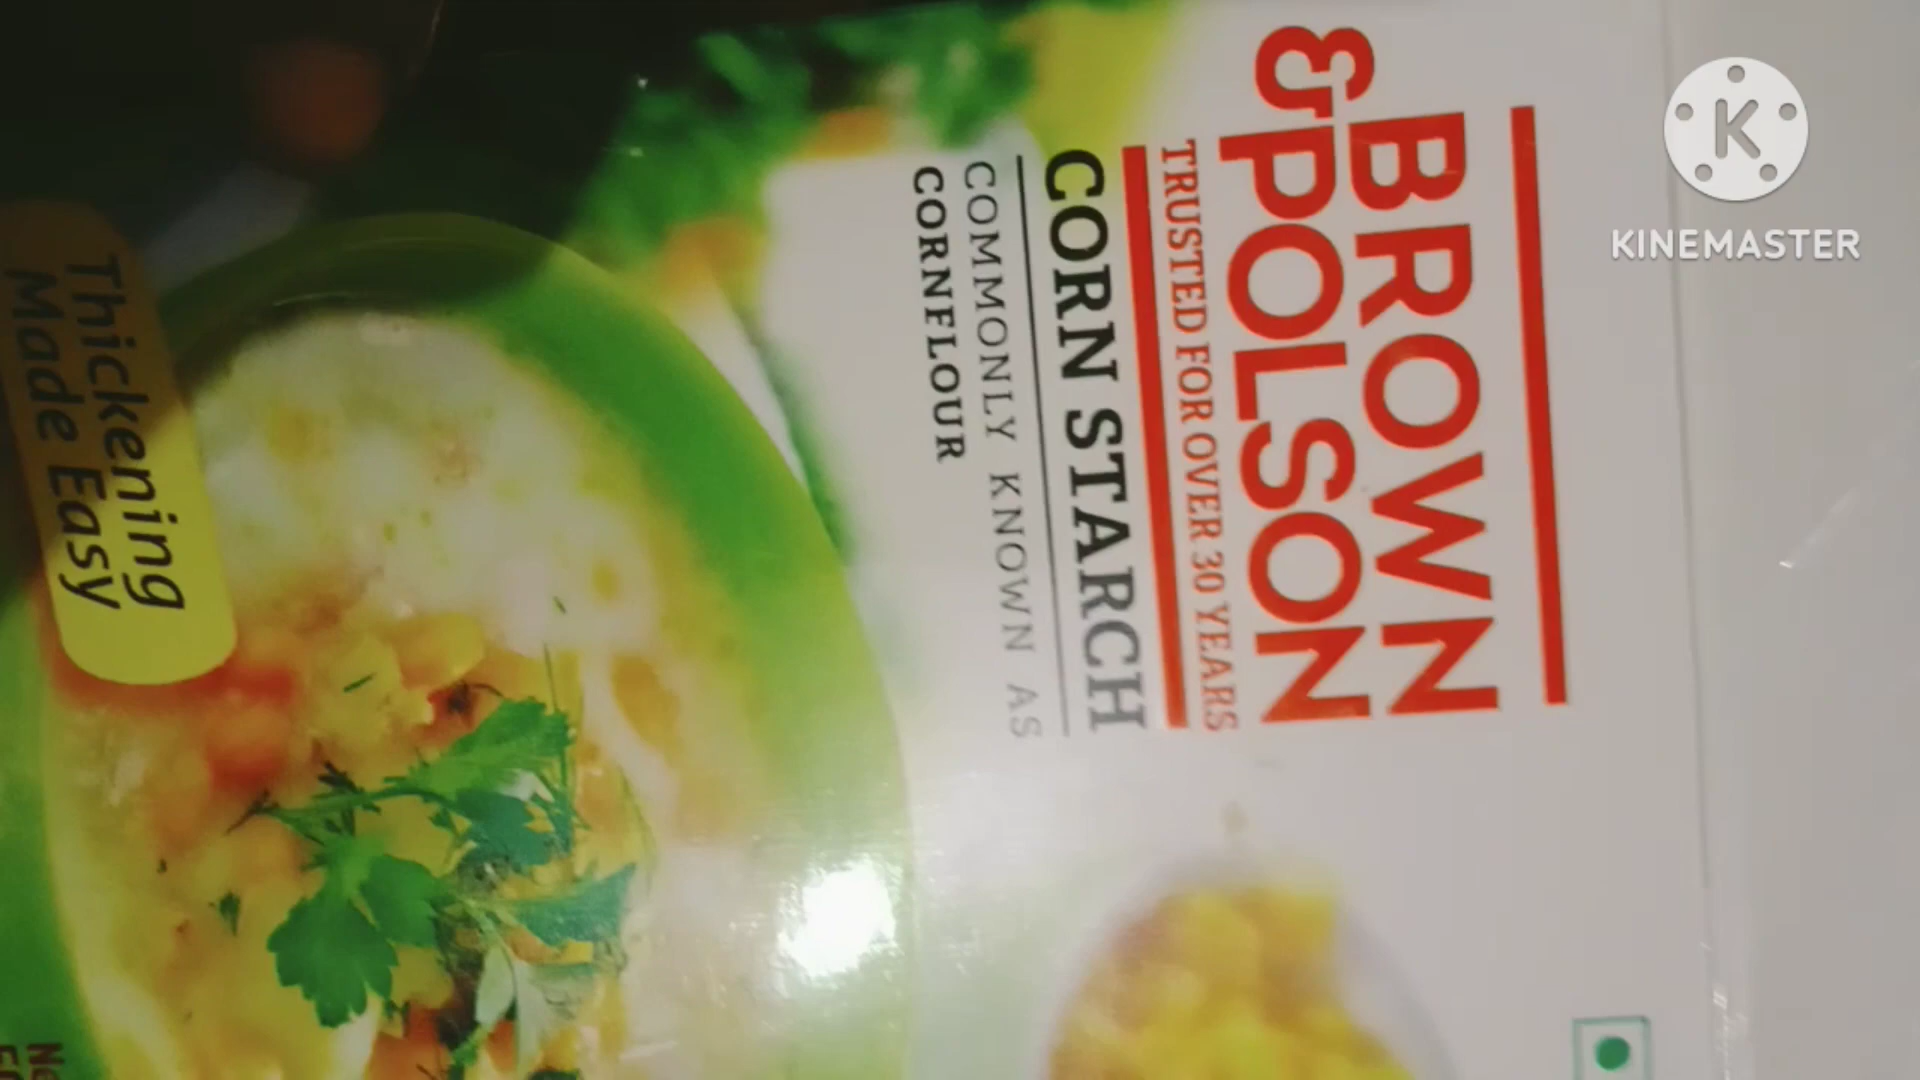 BROWN
& POLSON
TRUSTED FOR OVER 30 YEARS
CORN STARCH
COMMONLY KNOWN AS
CORNFLOUR
Thickening
Made Easy
K
KINEMASTER